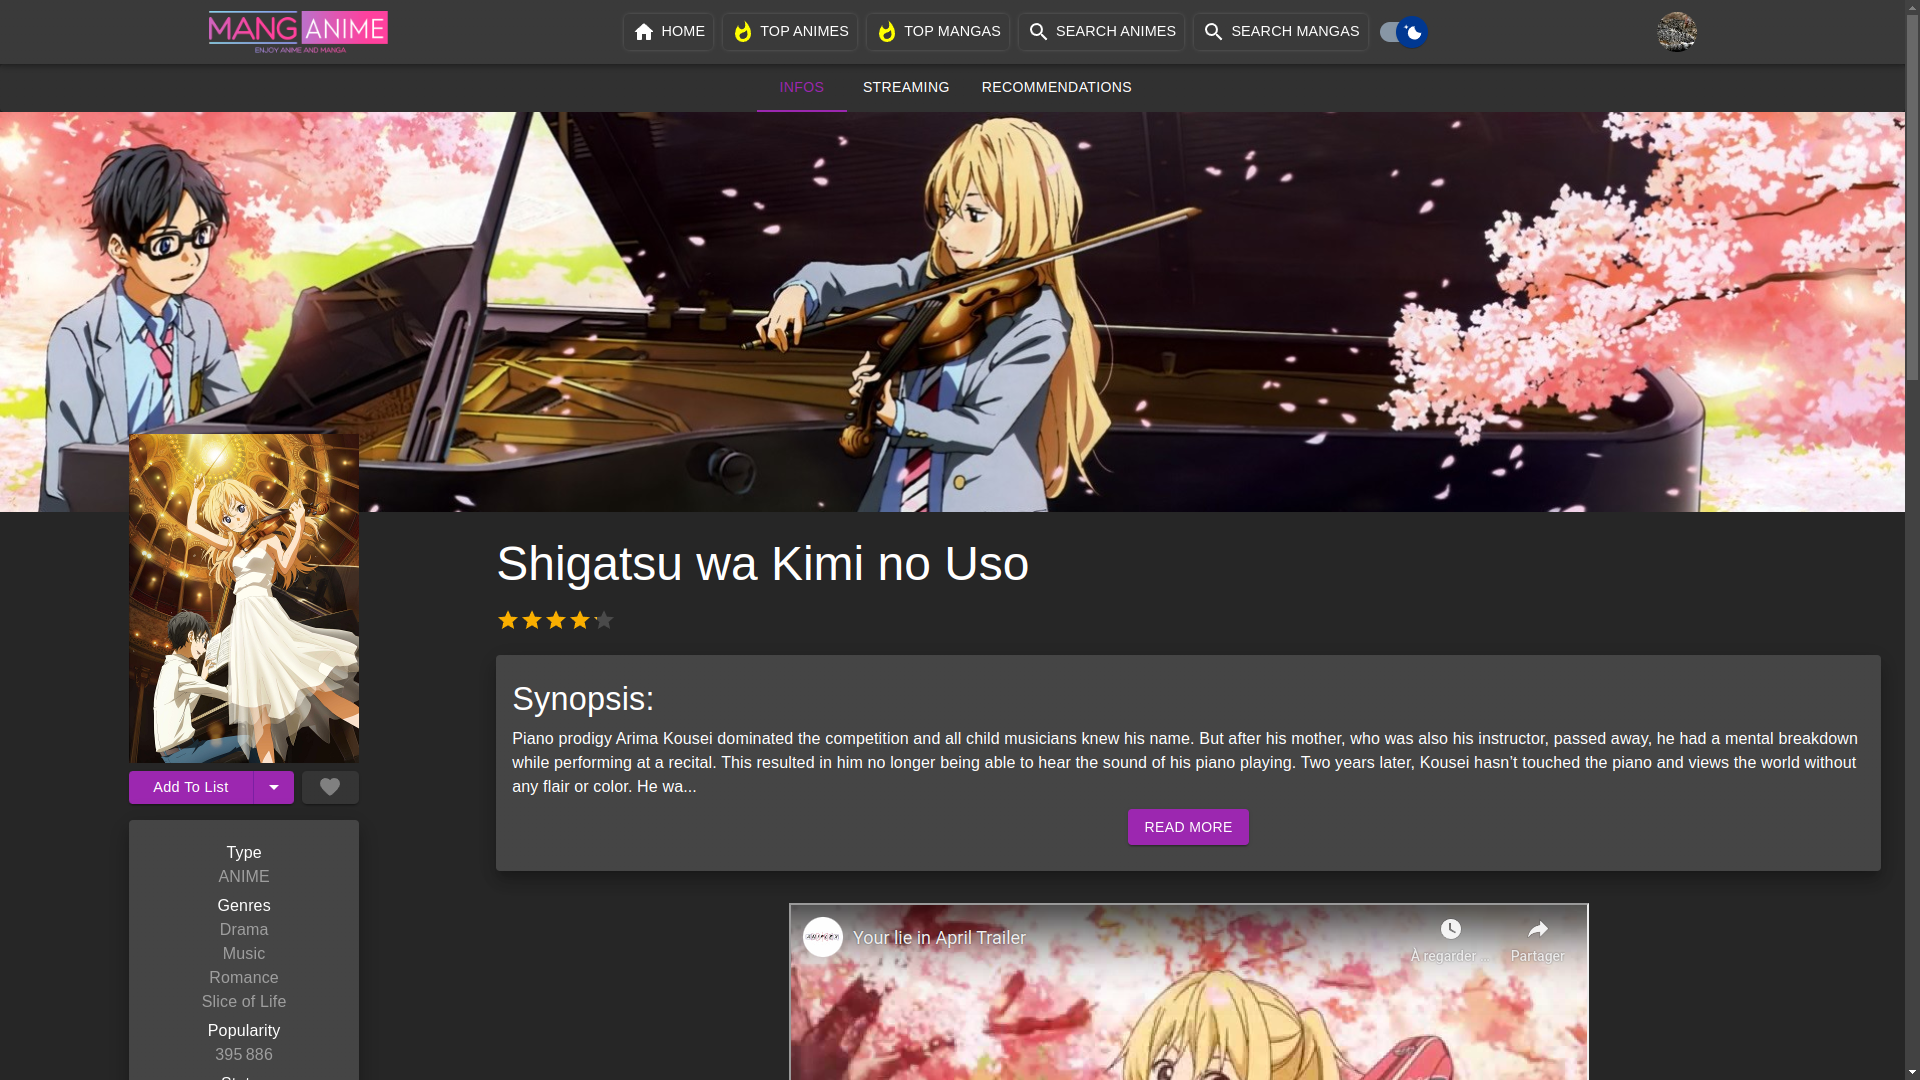 MANGANIME
ENJOY ANIME AND MANGA
HOME
TOP ANIMES
TOP MANGAS
SEARCH ANIMES
SEARCH MANGAS
INFOS
STREAMING
RECOMMENDATIONS
Shigatsu wa Kimi no Uso
Synopsis:
Piano prodigy Arima Kousei dominated the competition and all child musicians knew his name. But after his mother, who was also his instructor, passed away, he had a mental breakdown
while performing at a recital. This resulted in him no longer being able to hear the sound of his piano playing. Two years later, Kousei hasn't touched the piano and views the world without
any flair or color. He wa...
READ MORE
Add To List
Type
ANIME
Genres
Drama
Music
Romance
Slice of Life
Popularity
395 886
Your lie in April Trailer
À regarder...
Partager